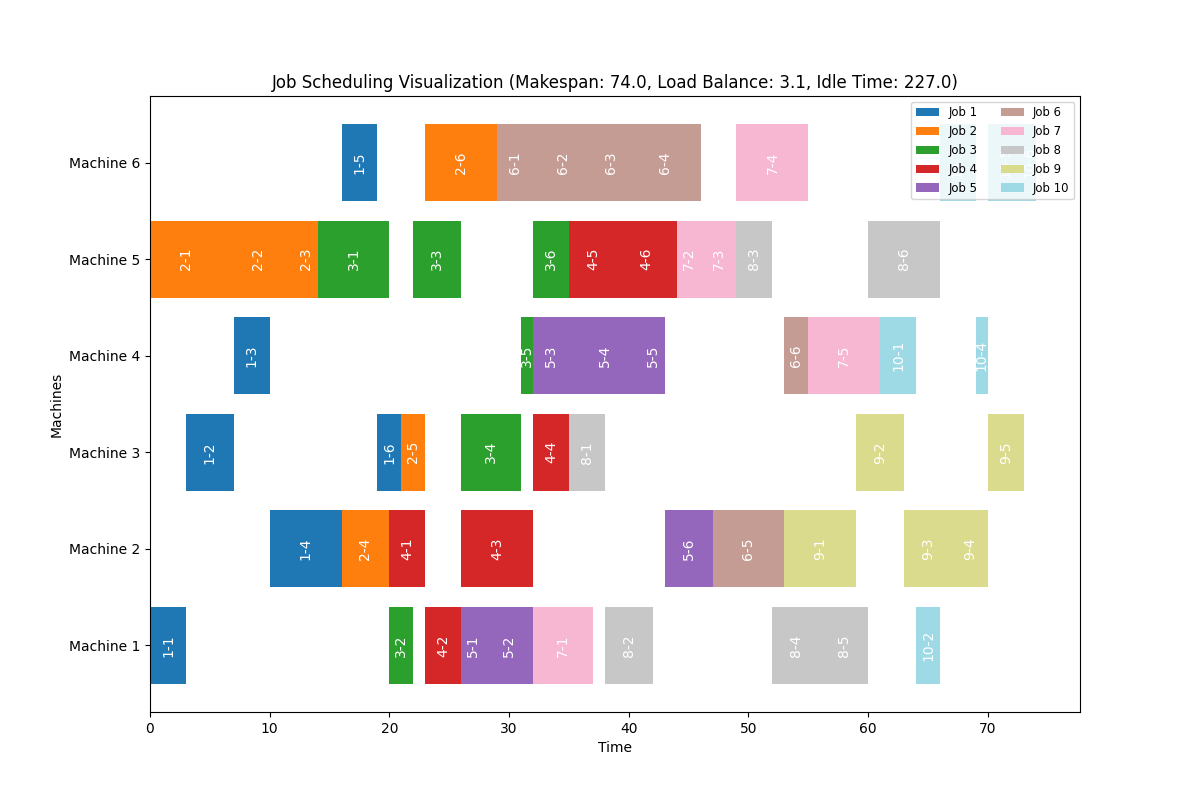 Job Scheduling Visualization (Makespan: 74.0, Load Balance: 3.1, Idle Time: 227.0)
Job 1 Job 6
Job 2 Job 7
Job 3 Job 8
Job 4 Job 9
Job 5 Job 10
Machines
Machine 6
1-5 2-6 6-1 6-2 6-3 6-4 7-4
Machine 5
2-1 2-2 2-3 3-1 3-3 3-6 4-5 4-6 7-2 7-3 8-3 8-6
Machine 4
1-3 3-5 5-3 5-4 5-5 6-6 7-5 10-1 10-4
Machine 3
1-2 1-6 2-5 3-4 4-4 8-1 9-2 9-5
Machine 2
1-4 2-4 4-1 4-3 5-6 6-5 9-1 9-3 9-4
Machine 1
1-1 3-2 4-2 5-1 5-2 7-1 8-2 8-4 8-5 10-2
0 10 20 30 40 50 60 70
Time